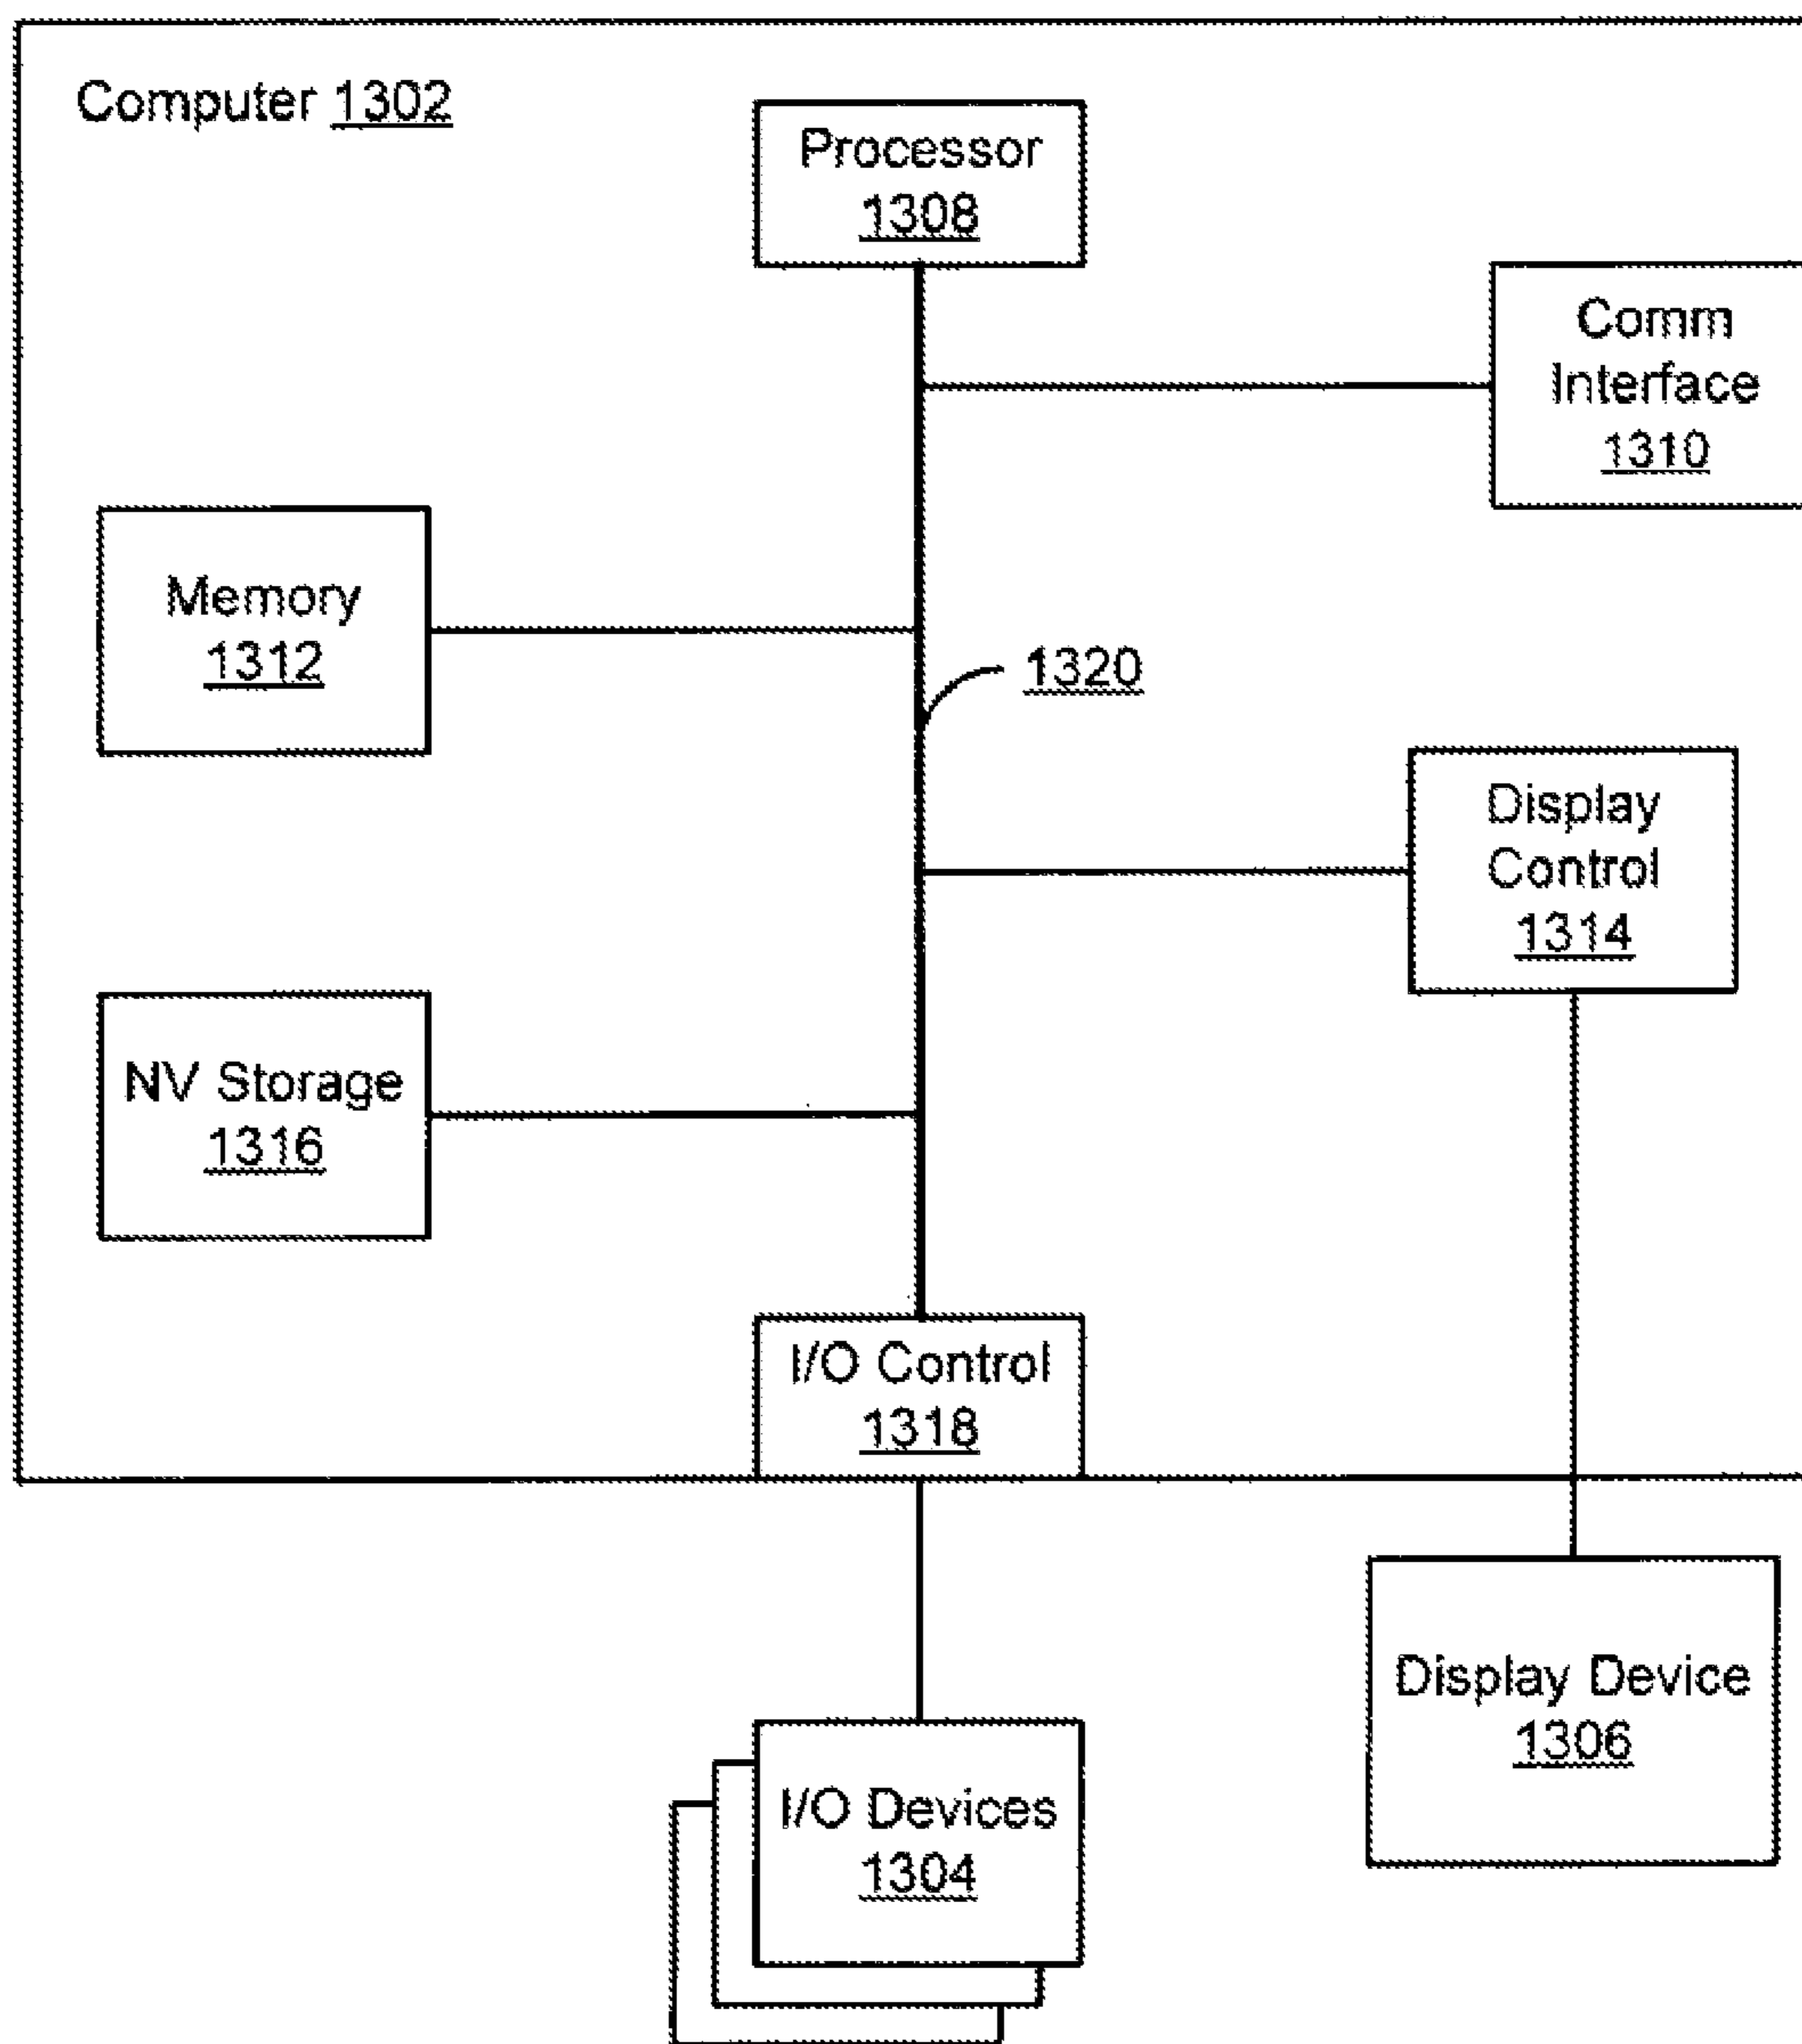 Computer 1302
Processor
1308
Comm
Interface
1310
Memory
1312
1320
Display
Control
1314
NV Storage
1316
I/O Control
1318
Display Device
1306
I/O Devices
1304